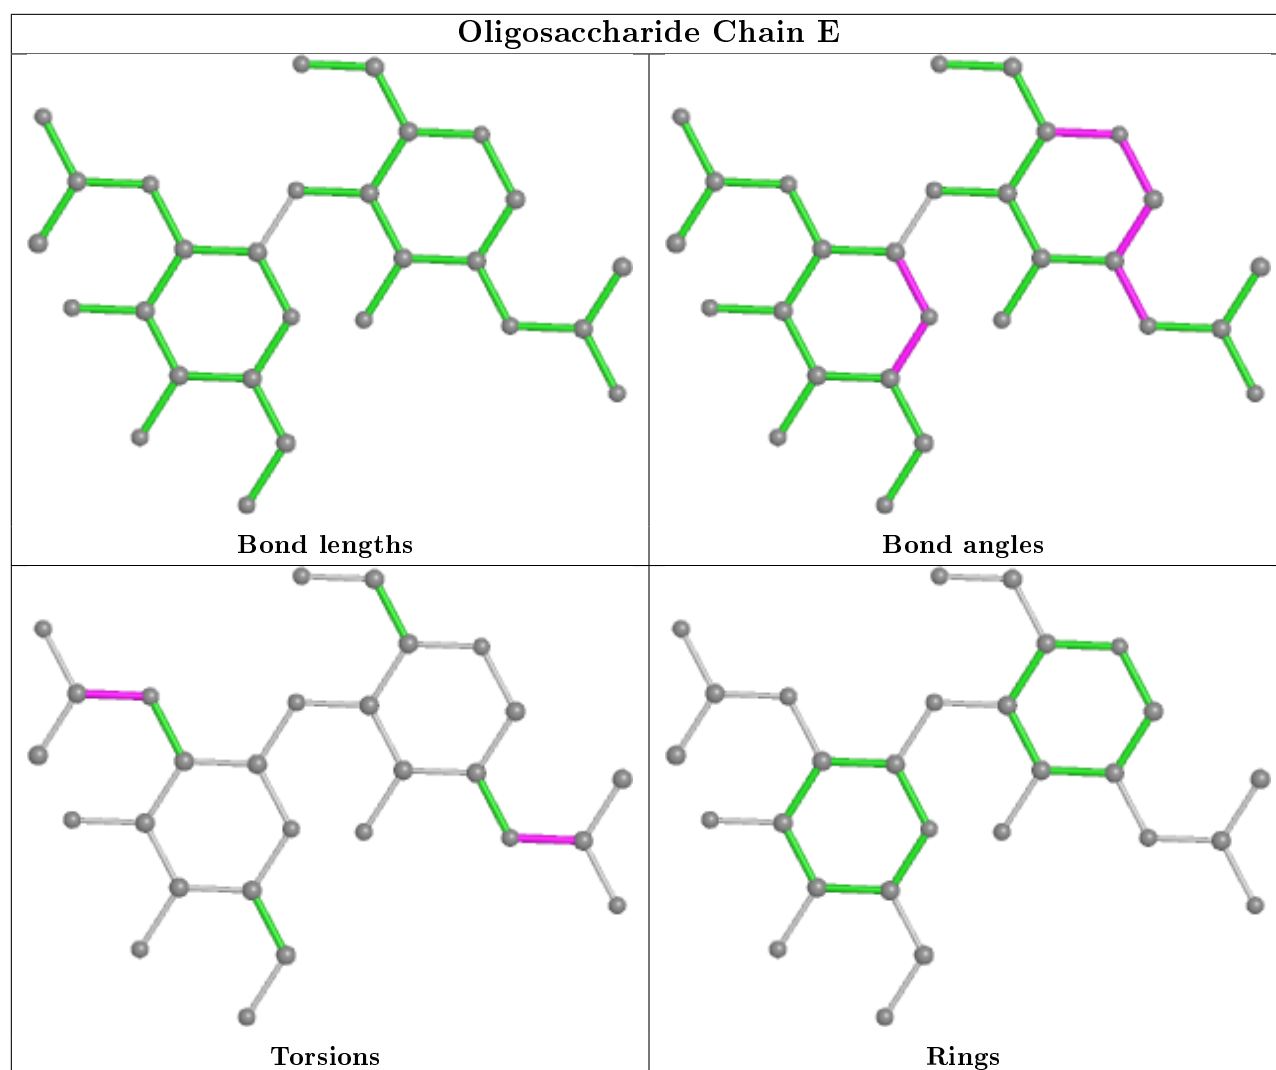 Oligosaccharide Chain E
Bond lengths
Bond angles
Torsions
Rings